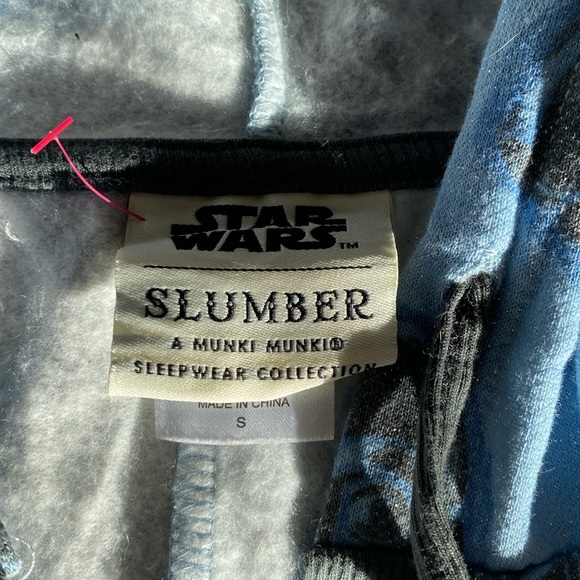 STAR
WARS™
SLUMBER
A MUNKI MUNKI®
SLEEPWEAR COLLECTION
MADE IN CHINA
S